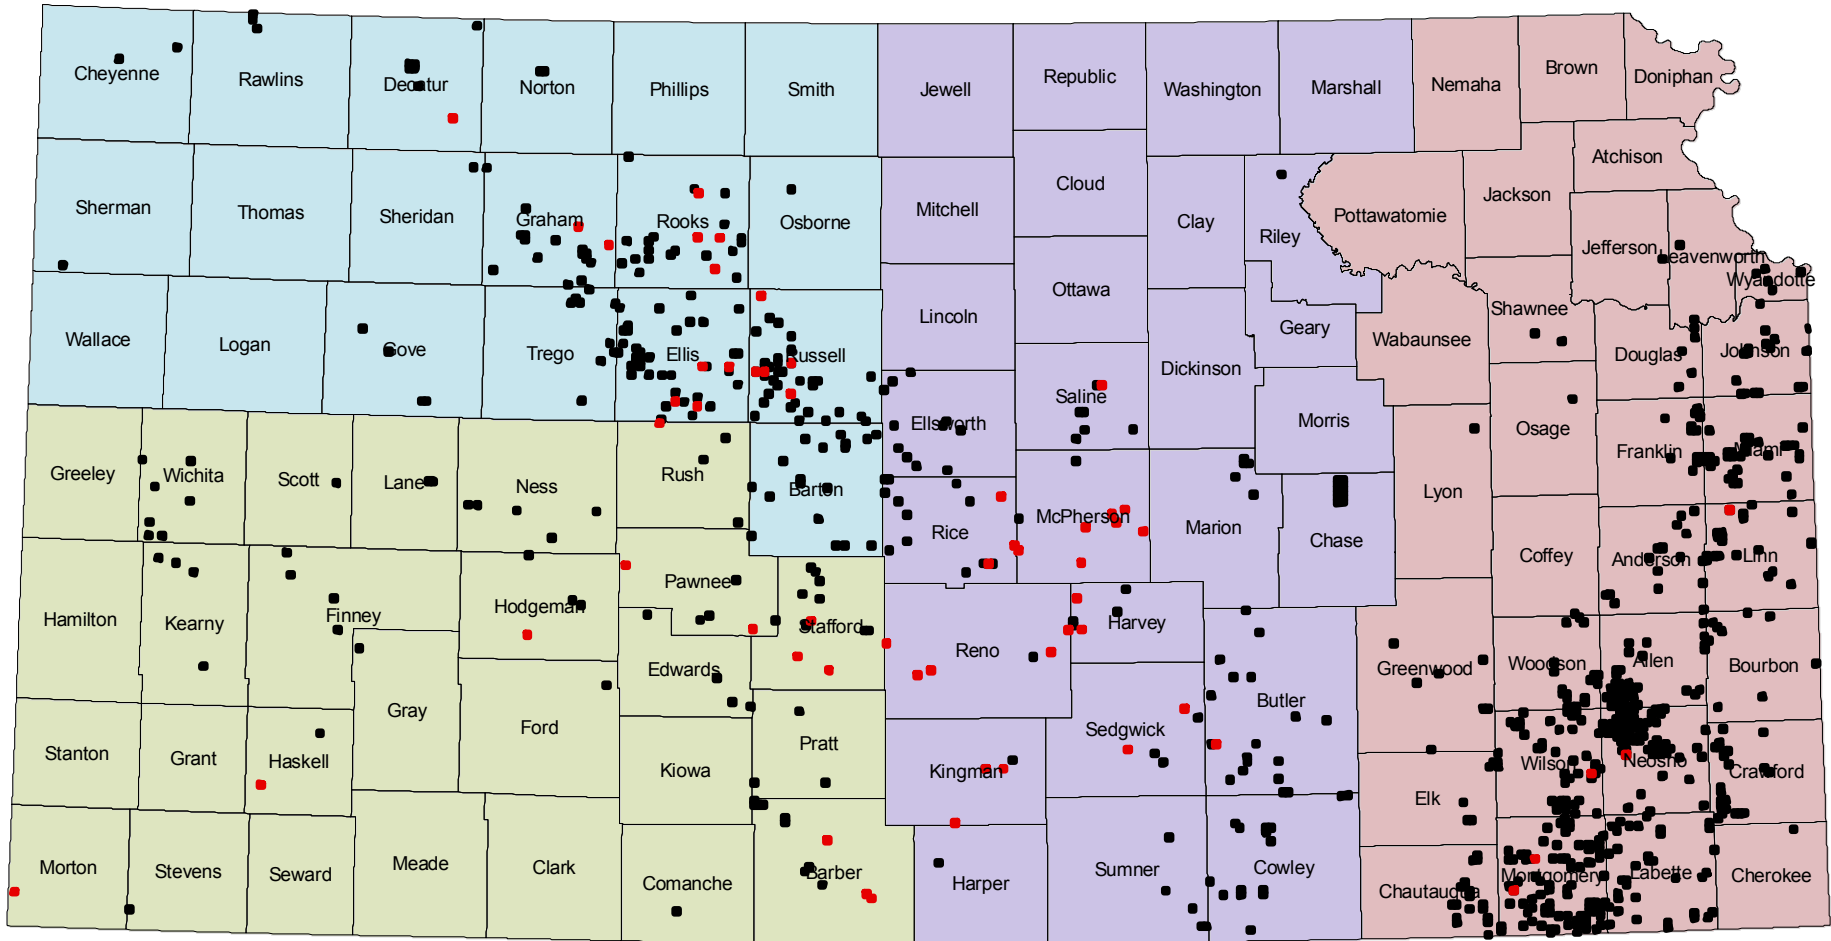 Cheyenne
Rawlins
Decatur
Norton
Phillips
Smith
Jewell
Republic
Washington
Marshall
Nemaha
Brown
Doniphan
Sherman
Thomas
Sheridan
Graham
Rooks
Osborne
Mitchell
Cloud
Clay
Riley
Pottawatomie
Jackson
Atchison
Jefferson
Leavenworth
Wyandotte
Wallace
Logan
Gove
Trego
Ellis
Russell
Lincoln
Ottawa
Dickinson
Geary
Wabaunsee
Shawnee
Douglas
Johnson
Greeley
Wichita
Scott
Lane
Ness
Rush
Barton
Ellsworth
Saline
Morris
Lyon
Osage
Franklin
Miami
Rice
McPherson
Marion
Chase
Coffey
Anderson
Linn
Hamilton
Kearny
Finney
Hodgeman
Pawnee
Stafford
Edwards
Reno
Harvey
Butler
Greenwood
Woodson
Allen
Bourbon
Stanton
Grant
Haskell
Gray
Ford
Kiowa
Pratt
Kingman
Sedgwick
Elk
Wilson
Neosho
Crawford
Morton
Stevens
Seward
Meade
Clark
Comanche
Barber
Harper
Sumner
Cowley
Chautauqua
Montgomery
Labette
Cherokee